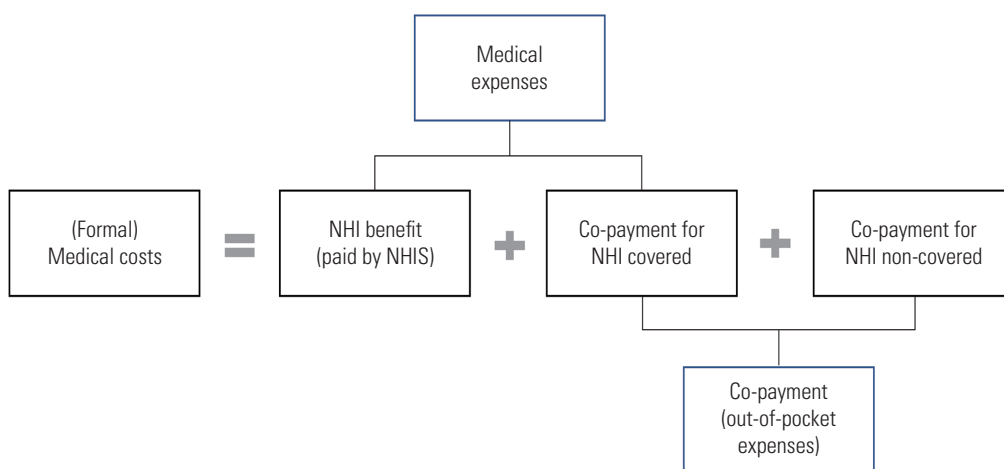 Medical
expenses
(Formal)
Medical costs
=
NHI benefit
(paid by NHIS)
+
Co-payment for
NHI covered
+
Co-payment for
NHI non-covered
Co-payment
(out-of-pocket
expenses)